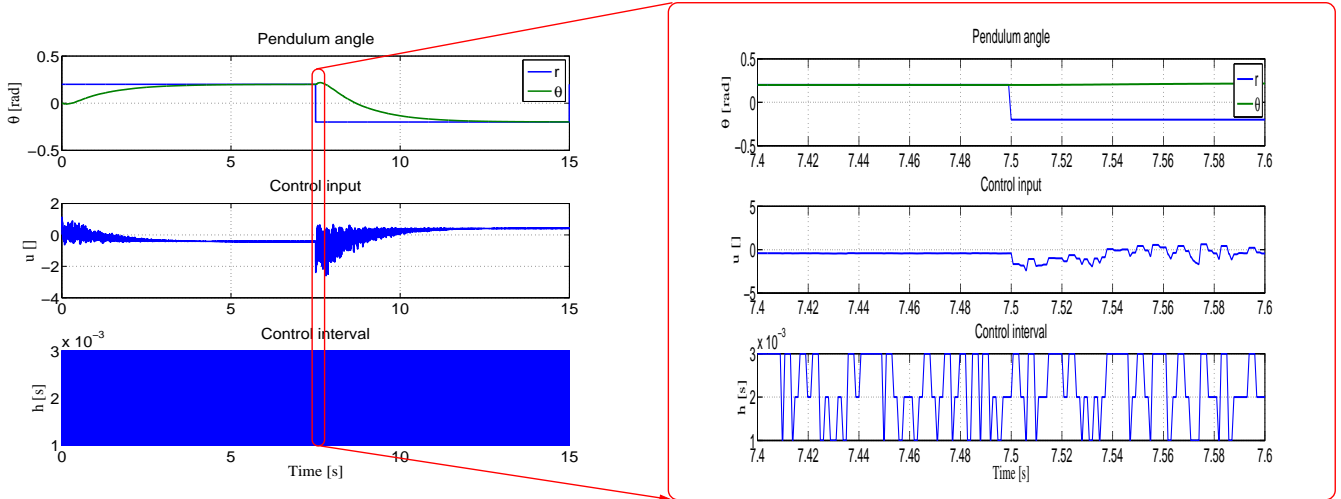 Pendulum angle
0.5
0
−0.5
θ [rad]
r
θ
0 5 10 15
Control input
2
0
−2
−4
u []
0 5 10 15
Control interval
x 10⁻³
3
2
1
h [s]
0 5 10 15
Time [s]
Pendulum angle
0.5
0
−0.5
θ [rad]
r
θ
7.4 7.42 7.44 7.46 7.48 7.5 7.52 7.54 7.56 7.58 7.6
Control input
5
0
−5
u []
7.4 7.42 7.44 7.46 7.48 7.5 7.52 7.54 7.56 7.58 7.6
Control interval
x 10⁻³
3
2
1
h [s]
7.4 7.42 7.44 7.46 7.48 7.5 7.52 7.54 7.56 7.58 7.6
Time [s]